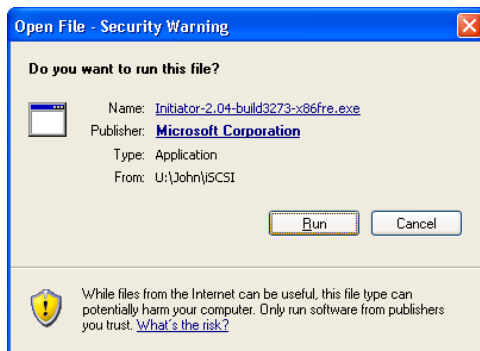 Open File - Security Warning
Do you want to run this file?
Name: Initiator-2.04-build3273-x86fre.exe
Publisher: Microsoft Corporation
Type: Application
From: U:\John\iSCSI
Run Cancel
While files from the Internet can be useful, this file type can
potentially harm your computer. Only run software from publishers
you trust. What's the risk?